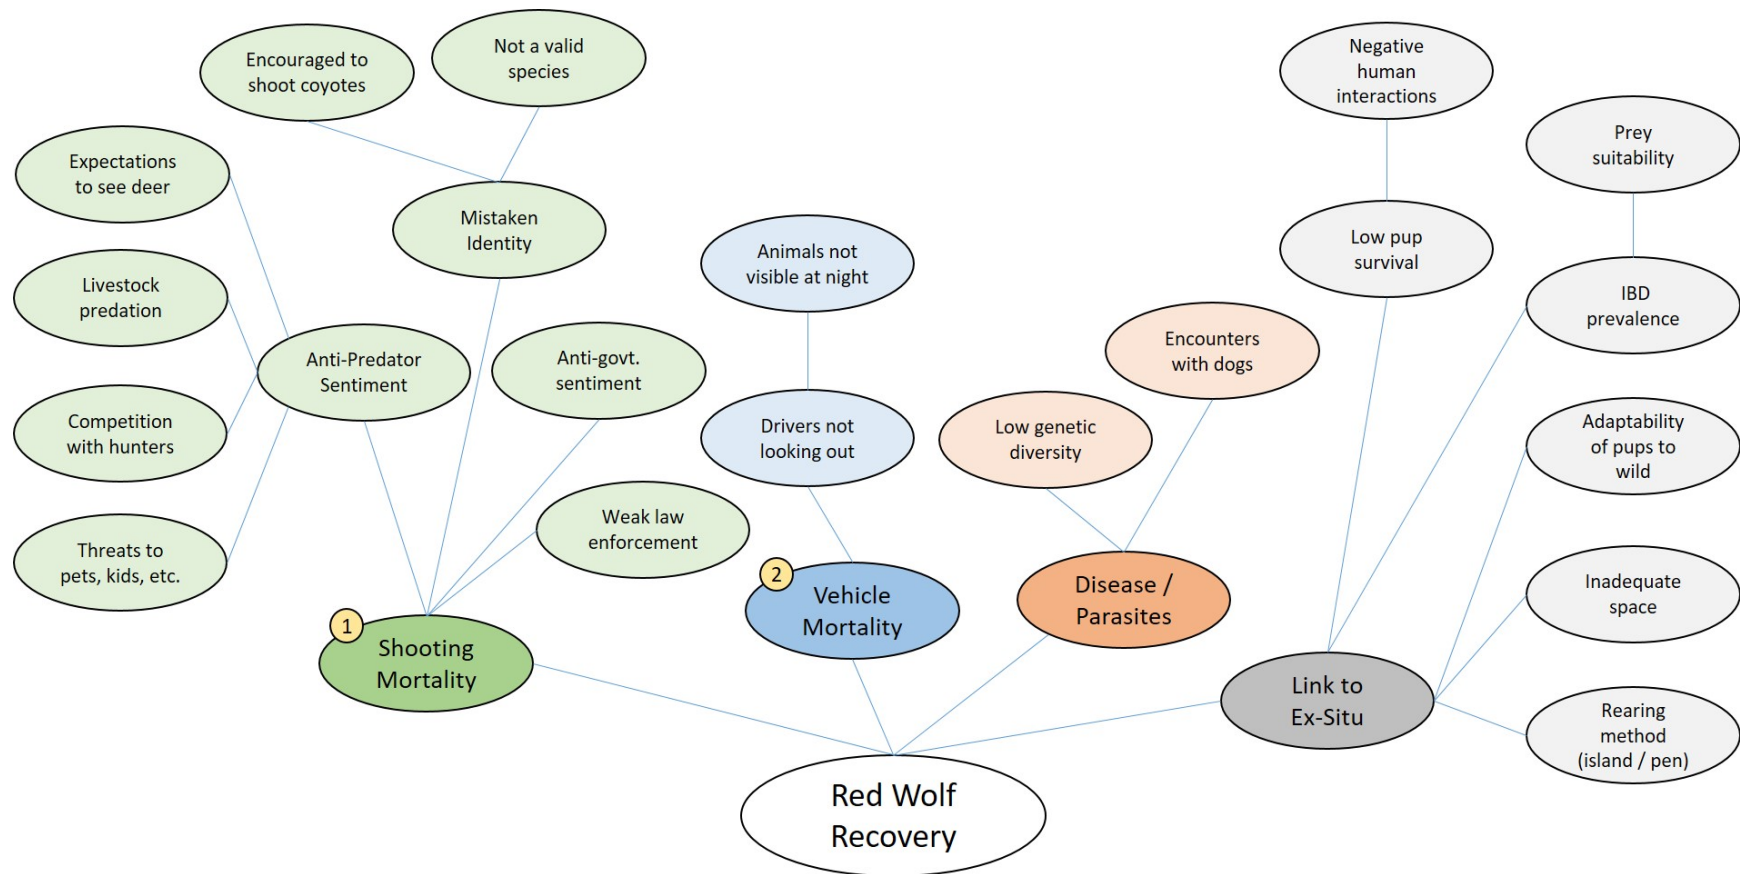 Encouraged to
shoot coyotes
Not a valid
species
Negative
human
interactions
Expectations
to see deer
Prey
suitability
Mistaken
Identity
Low pup
survival
Animals not
visible at night
Livestock
predation
IBD
prevalence
Anti-Predator
Sentiment
Anti-govt.
sentiment
Encounters
with dogs
Competition
with hunters
Drivers not
looking out
Low genetic
diversity
Adaptability
of pups to
wild
Weak law
enforcement
Threats to
pets, kids, etc.
2
Vehicle
Mortality
Disease /
Parasites
Inadequate
space
1
Shooting
Mortality
Link to
Ex-Situ
Rearing
method
(island / pen)
Red Wolf
Recovery